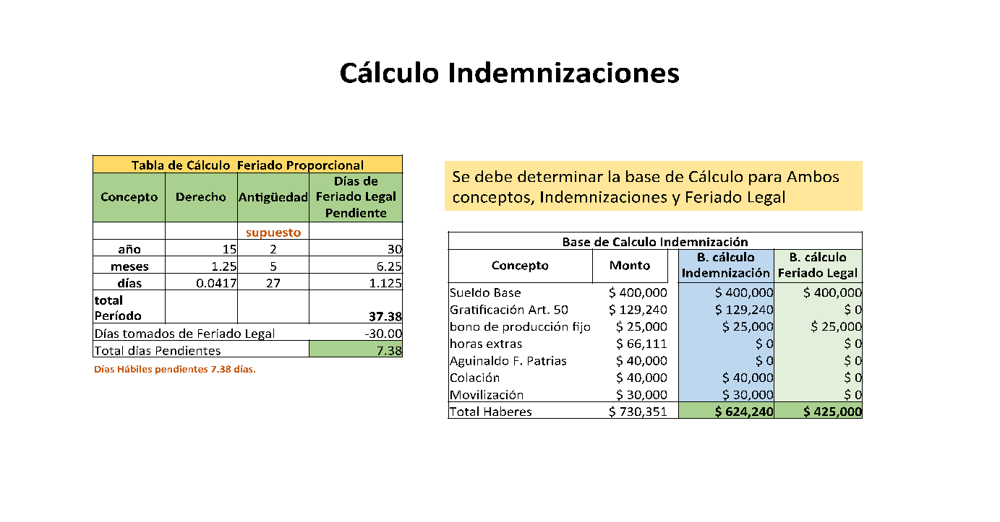 Cálculo Indemnizaciones
Tabla de Cálculo Feriado Proporcional
Concepto Derecho Antigüedad Días de Feriado Legal Pendiente
supuesto
año 15 2 30
meses 1.25 5 6.25
días 0.0417 27 1.125
total
Período 37.38
Días tomados de Feriado Legal -30.00
Total días Pendientes 7.38
Días Hábiles pendientes 7.38 días.
Se debe determinar la base de Cálculo para Ambos
conceptos, Indemnizaciones y Feriado Legal
Base de Calculo Indemnización
Concepto Monto B. cálculo Indemnización B. cálculo Feriado Legal
Sueldo Base $ 400,000 $ 400,000 $ 400,000
Gratificación Art. 50 $ 129,240 $ 129,240 $ 0
bono de producción fijo $ 25,000 $ 25,000 $ 25,000
horas extras $ 66,111 $ 0 $ 0
Aguinaldo F. Patrias $ 40,000 $ 0 $ 0
Colación $ 40,000 $ 40,000 $ 0
Movilización $ 30,000 $ 30,000 $ 0
Total Haberes $ 730,351 $ 624,240 $ 425,000